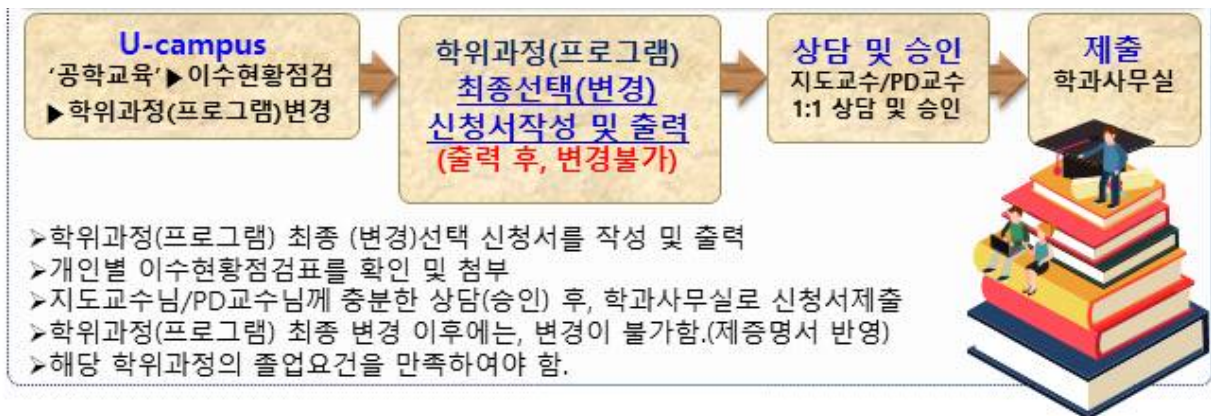 U-campus
‘공학교육’▶이수현황점검
▶학위과정(프로그램)변경
학위과정(프로그램)
최종선택(변경)
신청서작성 및 출력
(출력 후, 변경불가)
상담 및 승인
지도교수/PD교수
1:1 상담 및 승인
제출
학과사무실
➢학위과정(프로그램) 최종 (변경)선택 신청서를 작성 및 출력
➢개인별 이수현황점검표를 확인 및 첨부
➢지도교수님/PD교수님께 충분한 상담(승인) 후, 학과사무실로 신청서제출
➢학위과정(프로그램) 최종 변경 이후에는, 변경이 불가함.(제증명서 반영)
➢해당 학위과정의 졸업요건을 만족하여야 함.